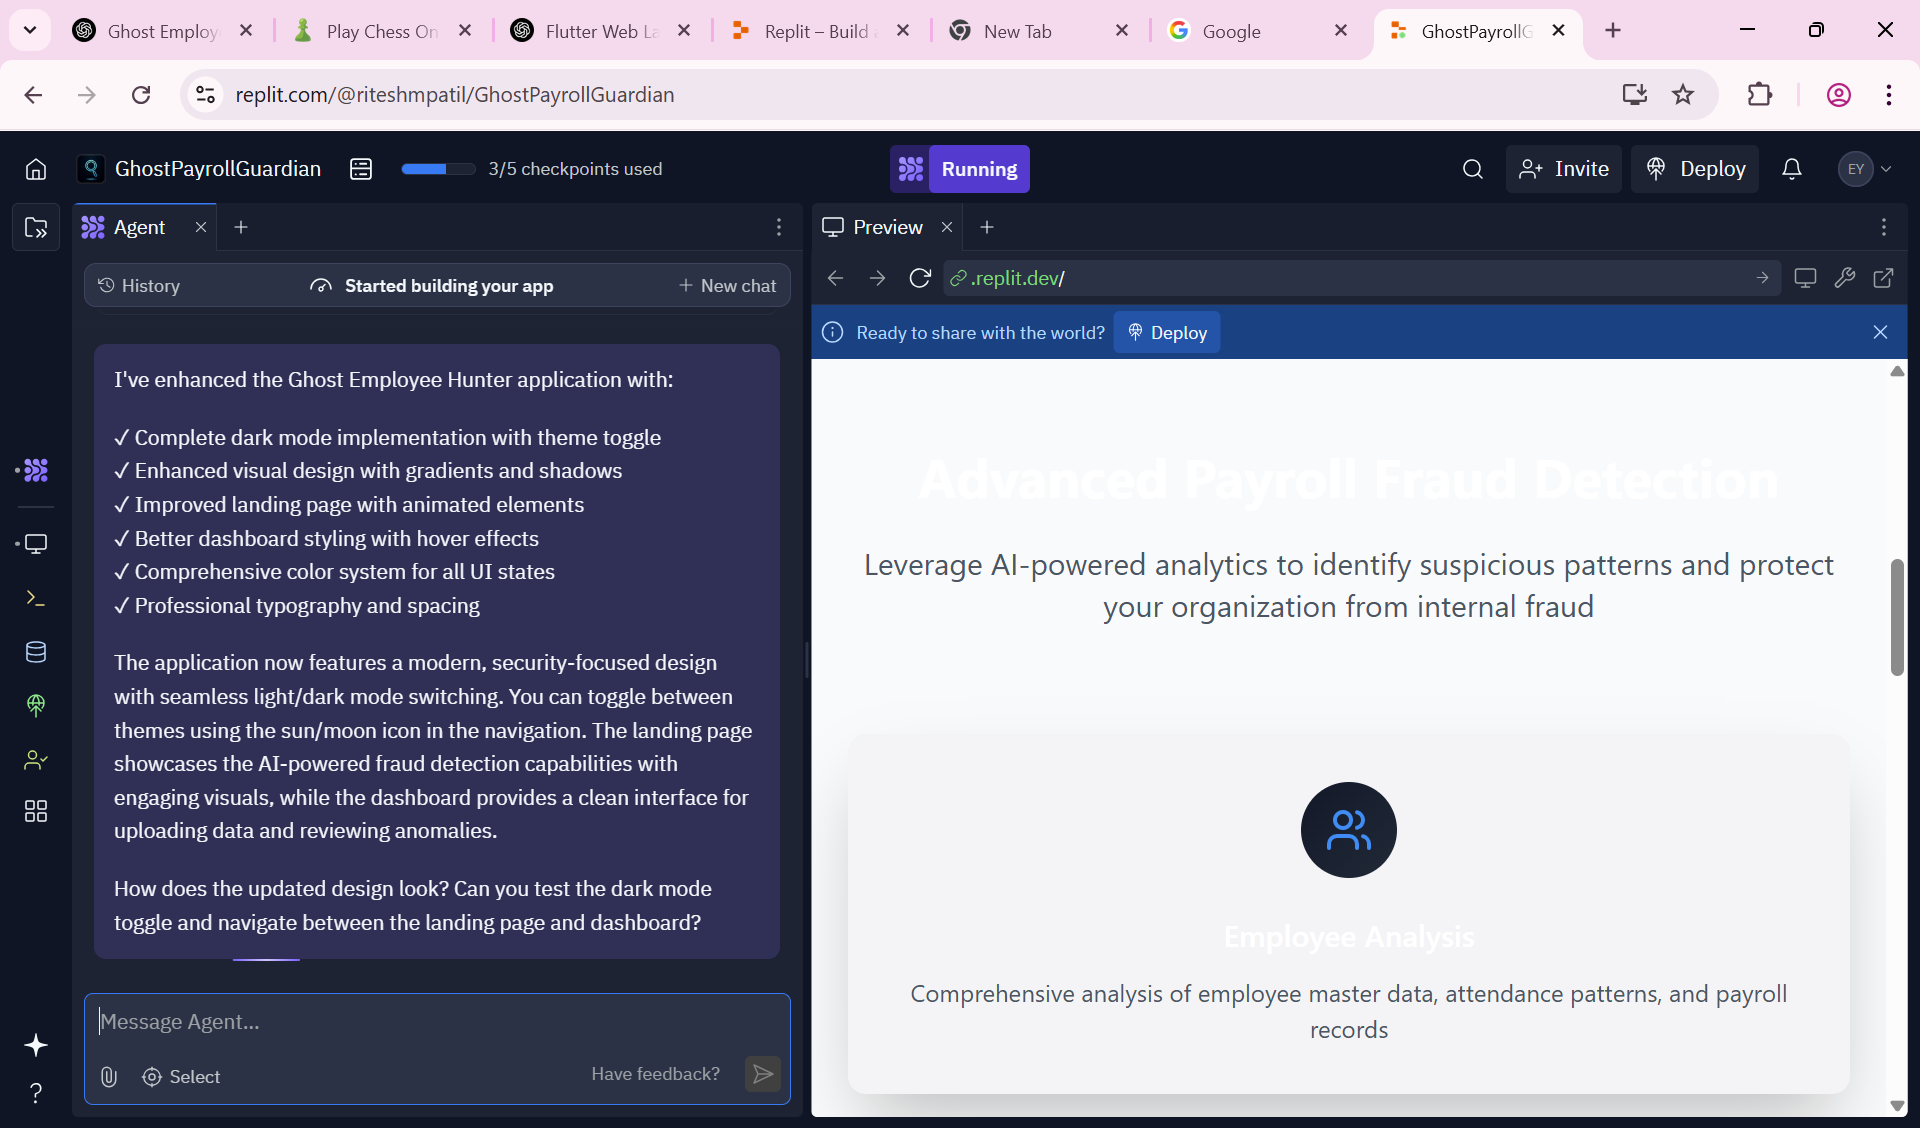 Ghost Employ
Play Chess On
Flutter Web La
Replit – Build a
New Tab
Google
GhostPayrollG
replit.com/@riteshmpatil/GhostPayrollGuardian
GhostPayrollGuardian
3/5 checkpoints used
Running
Invite
Deploy
EY
Agent
Preview
History
Started building your app
New chat
.replit.dev/
Ready to share with the world?
Deploy
I've enhanced the Ghost Employee Hunter application with:
✓ Complete dark mode implementation with theme toggle
✓ Enhanced visual design with gradients and shadows
✓ Improved landing page with animated elements
✓ Better dashboard styling with hover effects
✓ Comprehensive color system for all UI states
✓ Professional typography and spacing
The application now features a modern, security-focused design
with seamless light/dark mode switching. You can toggle between
themes using the sun/moon icon in the navigation. The landing page
showcases the AI-powered fraud detection capabilities with
engaging visuals, while the dashboard provides a clean interface for
uploading data and reviewing anomalies.
How does the updated design look? Can you test the dark mode
toggle and navigate between the landing page and dashboard?
Message Agent...
Select
Have feedback?
Advanced Payroll Fraud Detection
Leverage AI-powered analytics to identify suspicious patterns and protect
your organization from internal fraud
Employee Analysis
Comprehensive analysis of employee master data, attendance patterns, and payroll
records